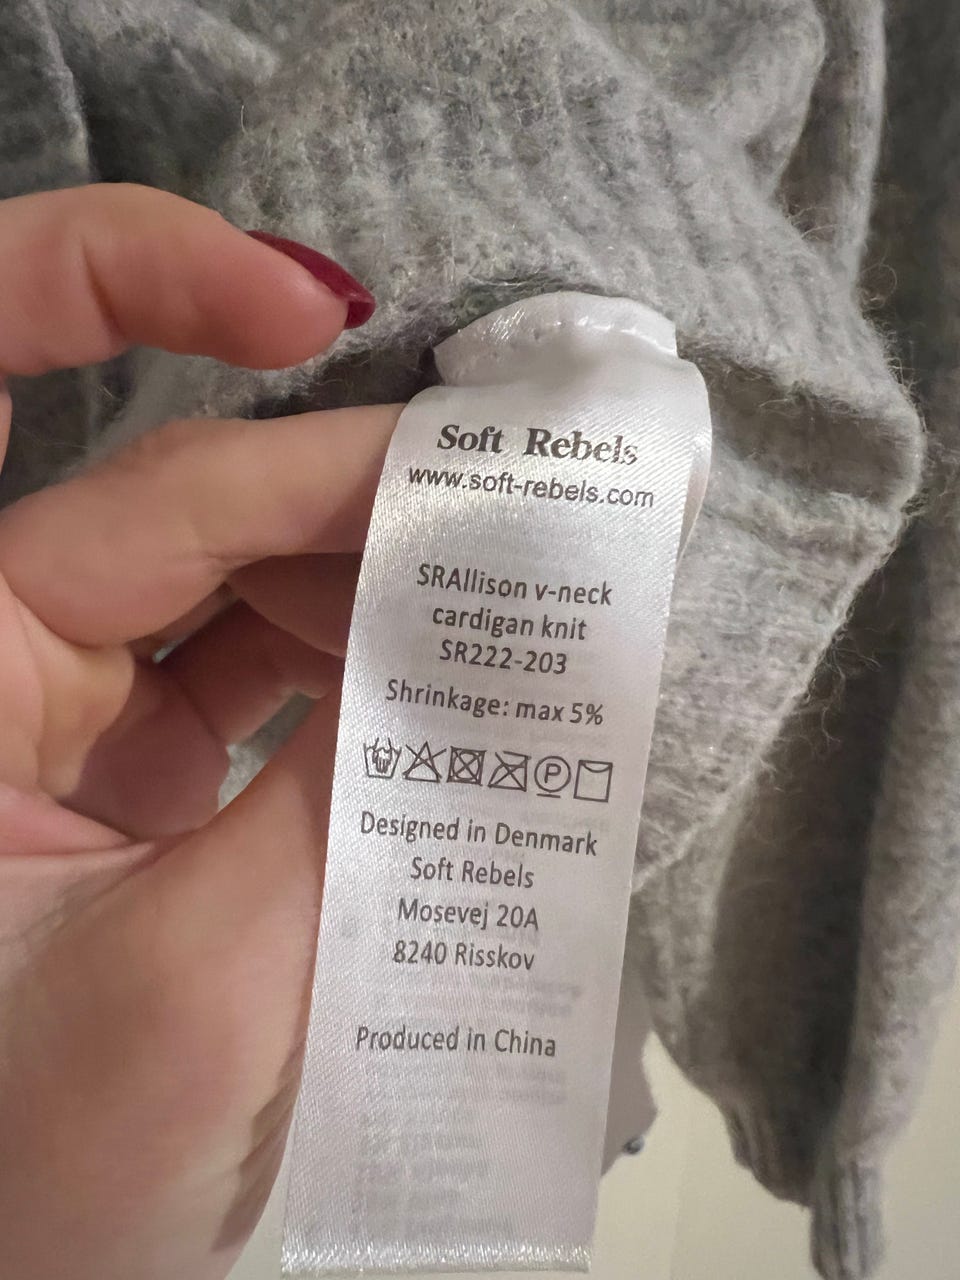 Soft Rebels
www.soft-rebels.com
SRAllison v-neck
cardigan knit
SR222-203
Shrinkage: max 5%
P
Designed in Denmark
Soft Rebels
Mosevej 20A
8240 Risskov
Produced in China